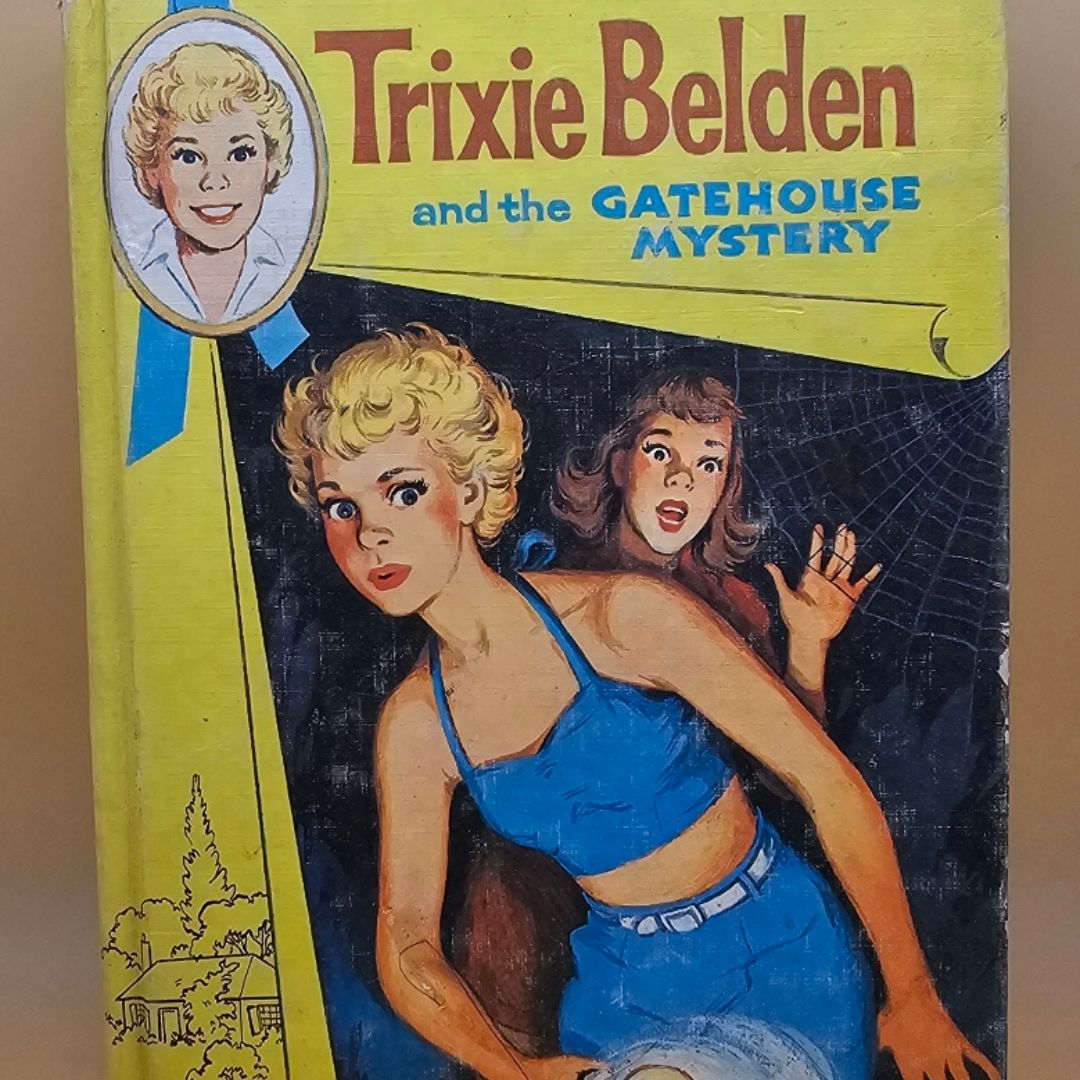 Trixie Belden
and the GATEHOUSE
MYSTERY